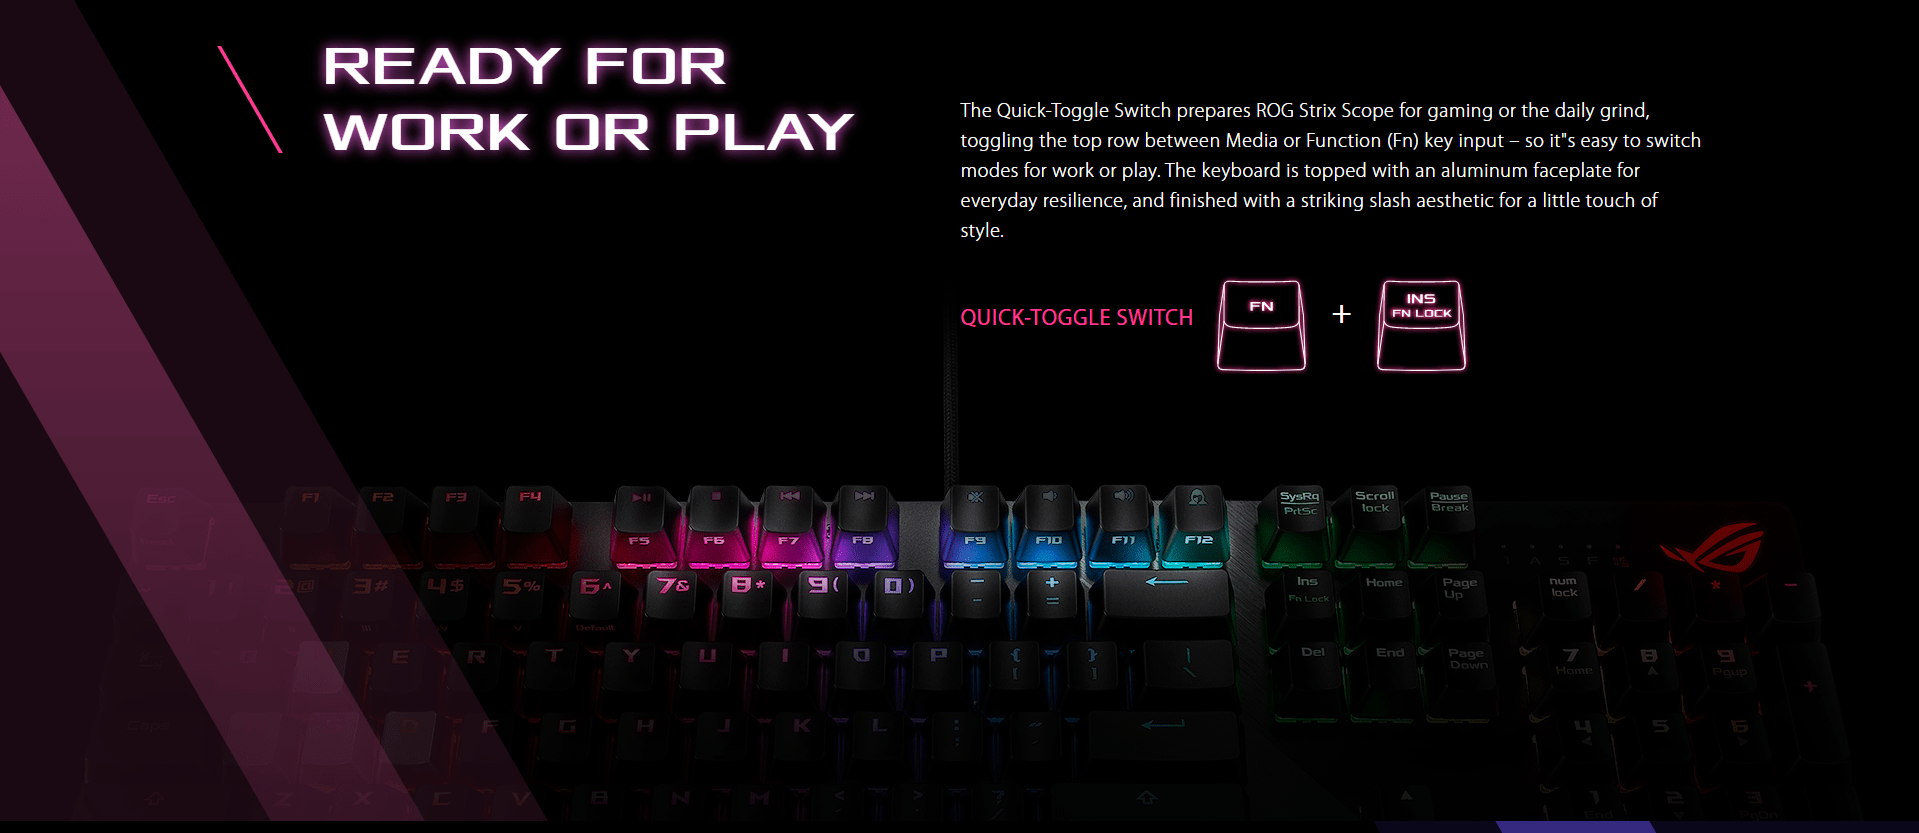 READY FOR
WORK OR PLAY
The Quick-Toggle Switch prepares ROG Strix Scope for gaming or the daily grind,
toggling the top row between Media or Function (Fn) key input – so it"s easy to switch
modes for work or play. The keyboard is topped with an aluminum faceplate for
everyday resilience, and finished with a striking slash aesthetic for a little touch of
style.
QUICK-TOGGLE SWITCH FN + INS
FN LOCK
Esc F1 F2 F3 F4 SysRq Scroll Pause
PrtSc lock Break
F5 F6 F7 F8 F9 F10 F11 F12
1 2 3# 4$ 5% 6^ 7& 8* 9( 0) - + Ins Home Page num / * -
- = Fn Lock Up lock
Default
E R T Y U I O P { } | Del End Page 7 8 9
[ ] \ Down Home Pgup +
Caps D F G H J K L : 4 5 6
;
Z X C V B N M < > 1 2 3
End PgDn